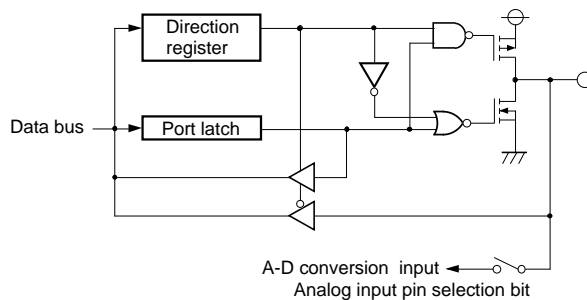 Direction
register
Data bus
Port latch
A-D conversion input
Analog input pin selection bit